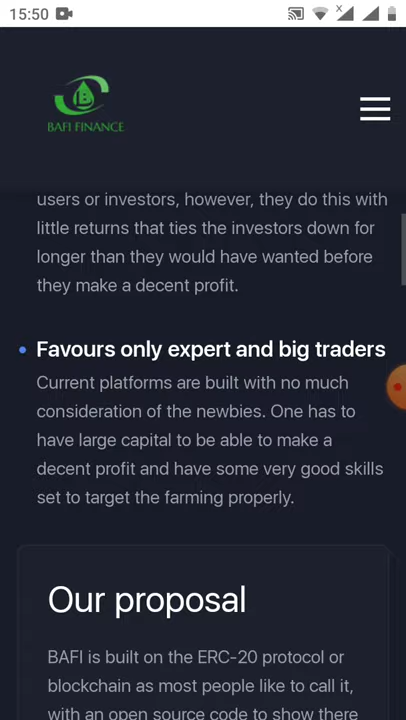 15:50
BAFI FINANCE
users or investors, however, they do this with
little returns that ties the investors down for
longer than they would have wanted before
they make a decent profit.
Favours only expert and big traders
Current platforms are built with no much
consideration of the newbies. One has to
have large capital to be able to make a
decent profit and have some very good skills
set to target the farming properly.
Our proposal
BAFI is built on the ERC-20 protocol or
blockchain as most people like to call it,
with an open source code to show there